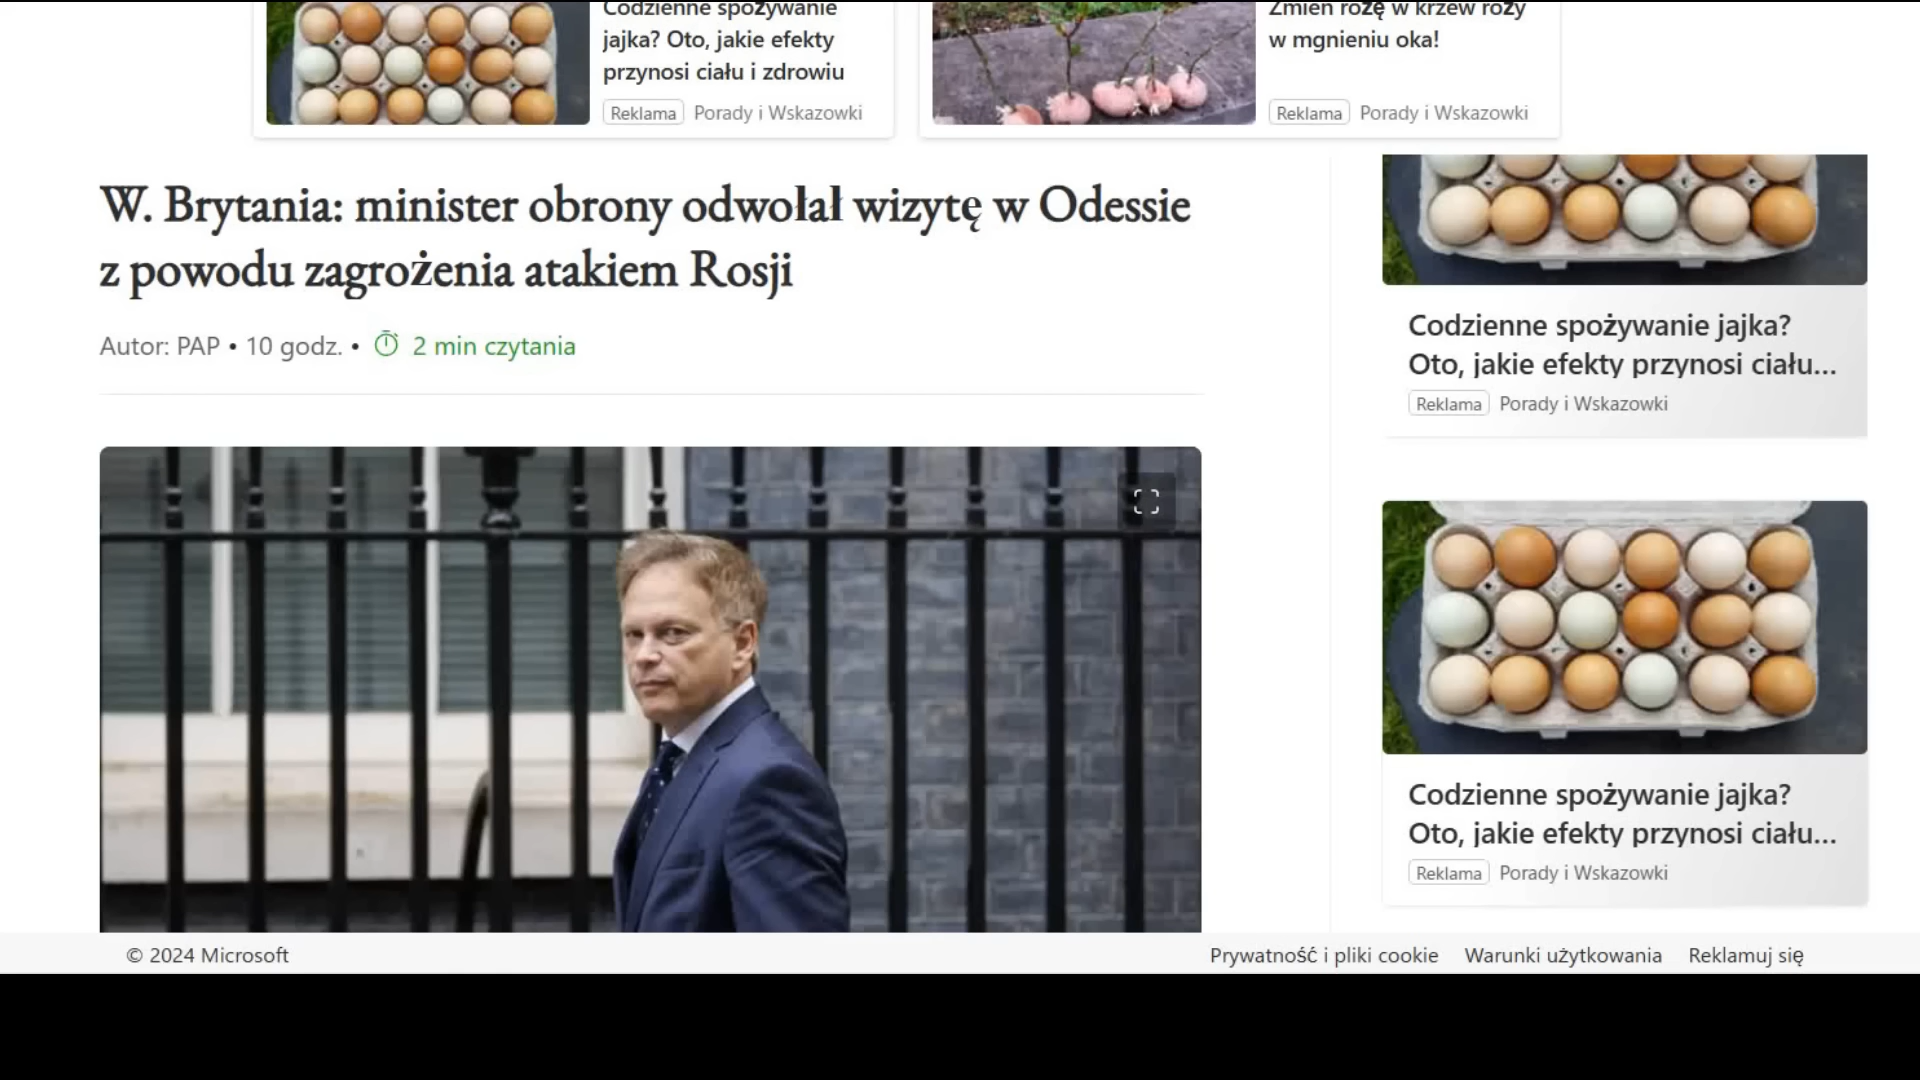 Codzienne spożywanie
jajka? Oto, jakie efekty
przynosi ciału i zdrowiu
Reklama Porady i Wskazowki
Zmień różę w krzew róży
w mgnieniu oka!
Reklama Porady i Wskazowki
W. Brytania: minister obrony odwołał wizytę w Odessie
z powodu zagrożenia atakiem Rosji
Autor: PAP • 10 godz. • 2 min czytania
Codzienne spożywanie jajka?
Oto, jakie efekty przynosi ciału...
Reklama Porady i Wskazowki
Codzienne spożywanie jajka?
Oto, jakie efekty przynosi ciału...
Reklama Porady i Wskazowki
© 2024 Microsoft
Prywatność i pliki cookie Warunki użytkowania Reklamuj się